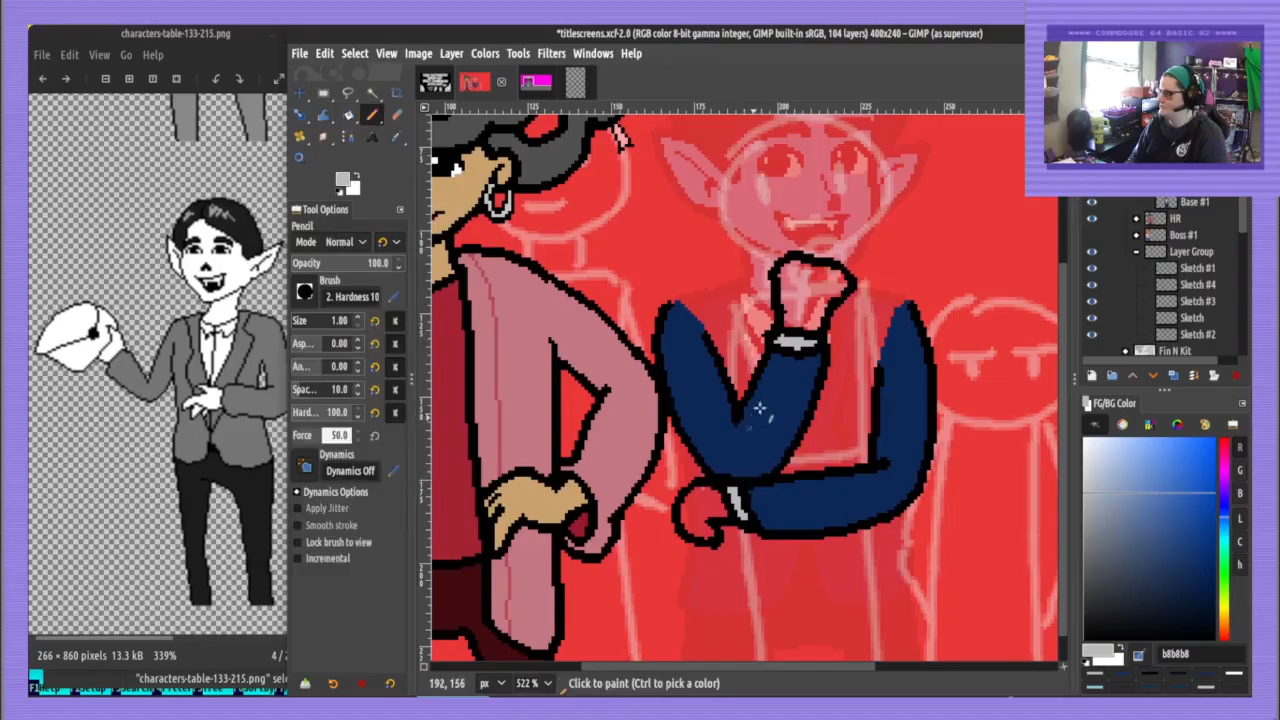 characters-table-133-215.png
File Edit View Go Help
266 × 860 pixels 13.3 kB 339%
"characters-table-133-215.png" sele
*titlescreens.xcf-2.0 (RGB color 8-bit gamma integer, GIMP built-in sRGB, 104 layers) 400x240 – GIMP (as superuser)
File Edit Select View Image Layer Colors Tools Filters Windows Help
100 125 150 175 200 225 250
Tool Options
Pencil
Mode Normal
Opacity 100.0
Brush
2. Hardness 10
Size 1.00
Asp... 0.00
An... 0.00
Spac... 10.0
Hard... 100.0
Force 50.0
Dynamics
Dynamics Off
Dynamics Options
Apply Jitter
Smooth stroke
Lock brush to view
Incremental
192, 156 px 522 % Click to paint (Ctrl to pick a color)
**** COMMODORE 64 BASIC V2 ****
Base #1
HR
Boss #1
Layer Group
Sketch #1
Sketch #4
Sketch #3
Sketch
Sketch #2
Fin N Kit
FG/BG Color
R
G
B
L
C
h
b8b8b8